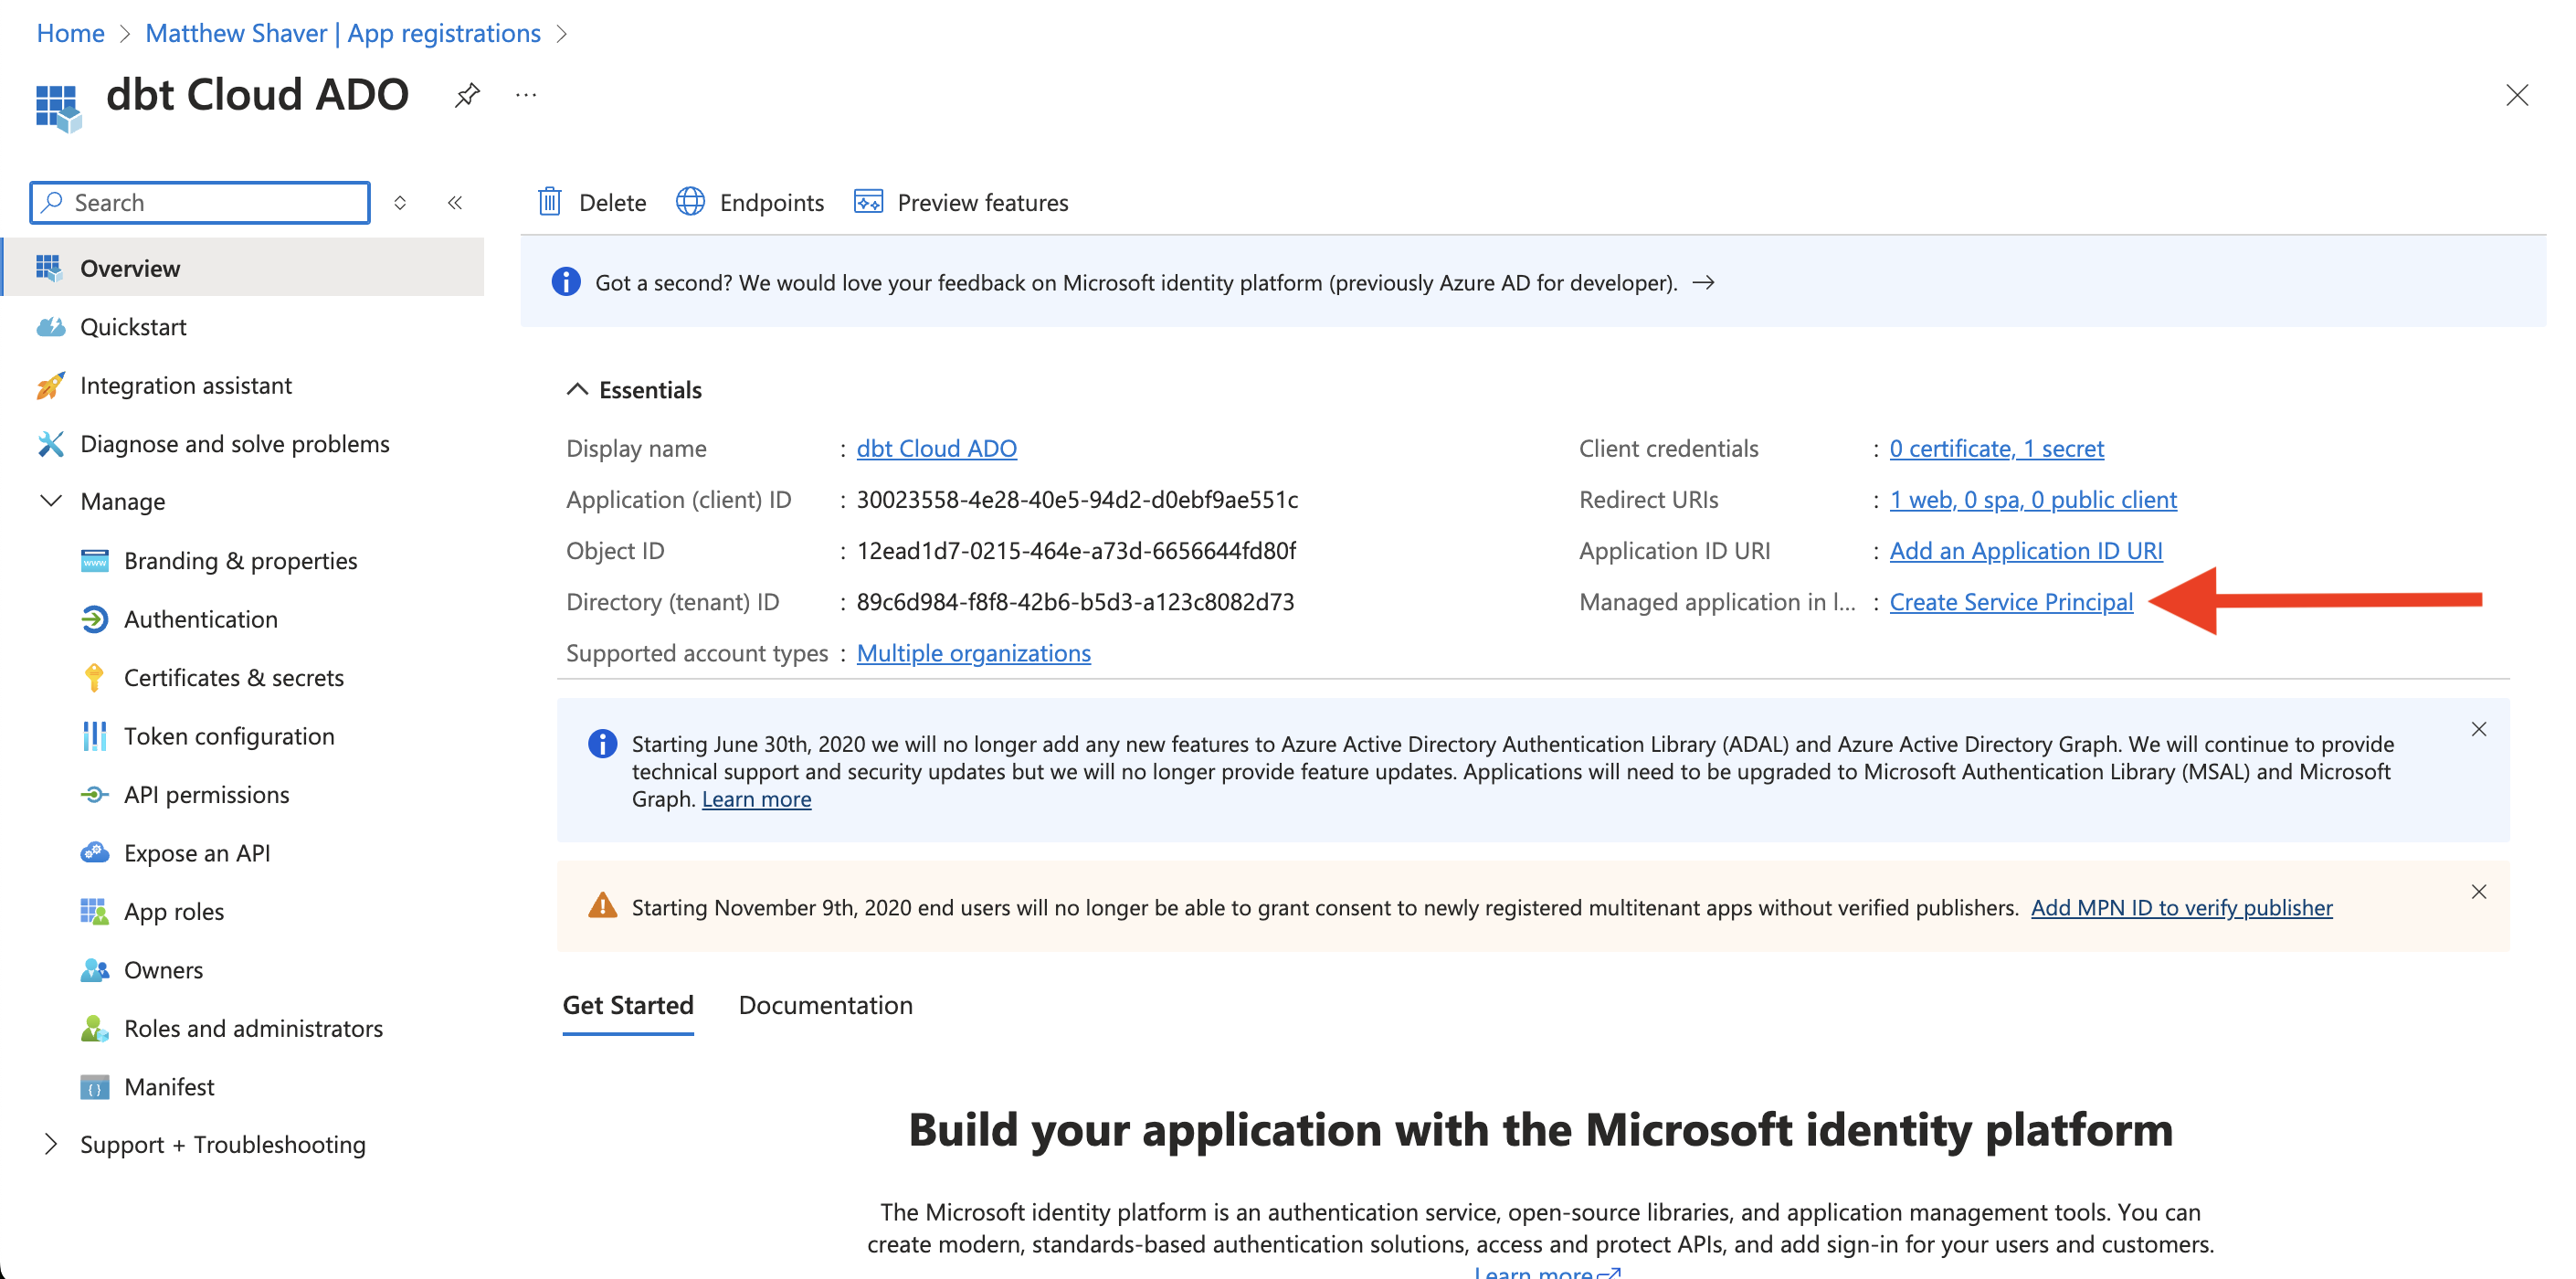 Home > Matthew Shaver | App registrations >
dbt Cloud ADO
Search
Overview
Quickstart
Integration assistant
Diagnose and solve problems
Manage
Branding & properties
Authentication
Certificates & secrets
Token configuration
API permissions
Expose an API
App roles
Owners
Roles and administrators
Manifest
Support + Troubleshooting
Delete Endpoints Preview features
Got a second? We would love your feedback on Microsoft identity platform (previously Azure AD for developer). →
Essentials
Display name : dbt Cloud ADO
Application (client) ID : 30023558-4e28-40e5-94d2-d0ebf9ae551c
Object ID : 12ead1d7-0215-464e-a73d-6656644fd80f
Directory (tenant) ID : 89c6d984-f8f8-42b6-b5d3-a123c8082d73
Supported account types : Multiple organizations
Client credentials : 0 certificate, 1 secret
Redirect URIs : 1 web, 0 spa, 0 public client
Application ID URI : Add an Application ID URI
Managed application in l... : Create Service Principal
Starting June 30th, 2020 we will no longer add any new features to Azure Active Directory Authentication Library (ADAL) and Azure Active Directory Graph. We will continue to provide
technical support and security updates but we will no longer provide feature updates. Applications will need to be upgraded to Microsoft Authentication Library (MSAL) and Microsoft
Graph. Learn more
Starting November 9th, 2020 end users will no longer be able to grant consent to newly registered multitenant apps without verified publishers. Add MPN ID to verify publisher
Get Started Documentation
Build your application with the Microsoft identity platform
The Microsoft identity platform is an authentication service, open-source libraries, and application management tools. You can
create modern, standards-based authentication solutions, access and protect APIs, and add sign-in for your users and customers.
Learn more